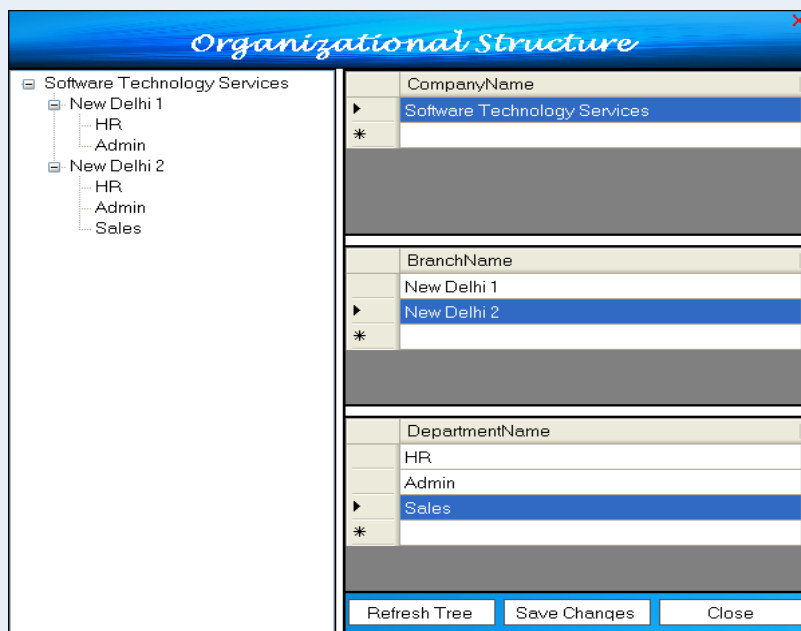 Organizational Structure
Software Technology Services
New Delhi 1
HR
Admin
New Delhi 2
HR
Admin
Sales
CompanyName
Software Technology Services
BranchName
New Delhi 1
New Delhi 2
DepartmentName
HR
Admin
Sales
Refresh Tree Save Changes Close